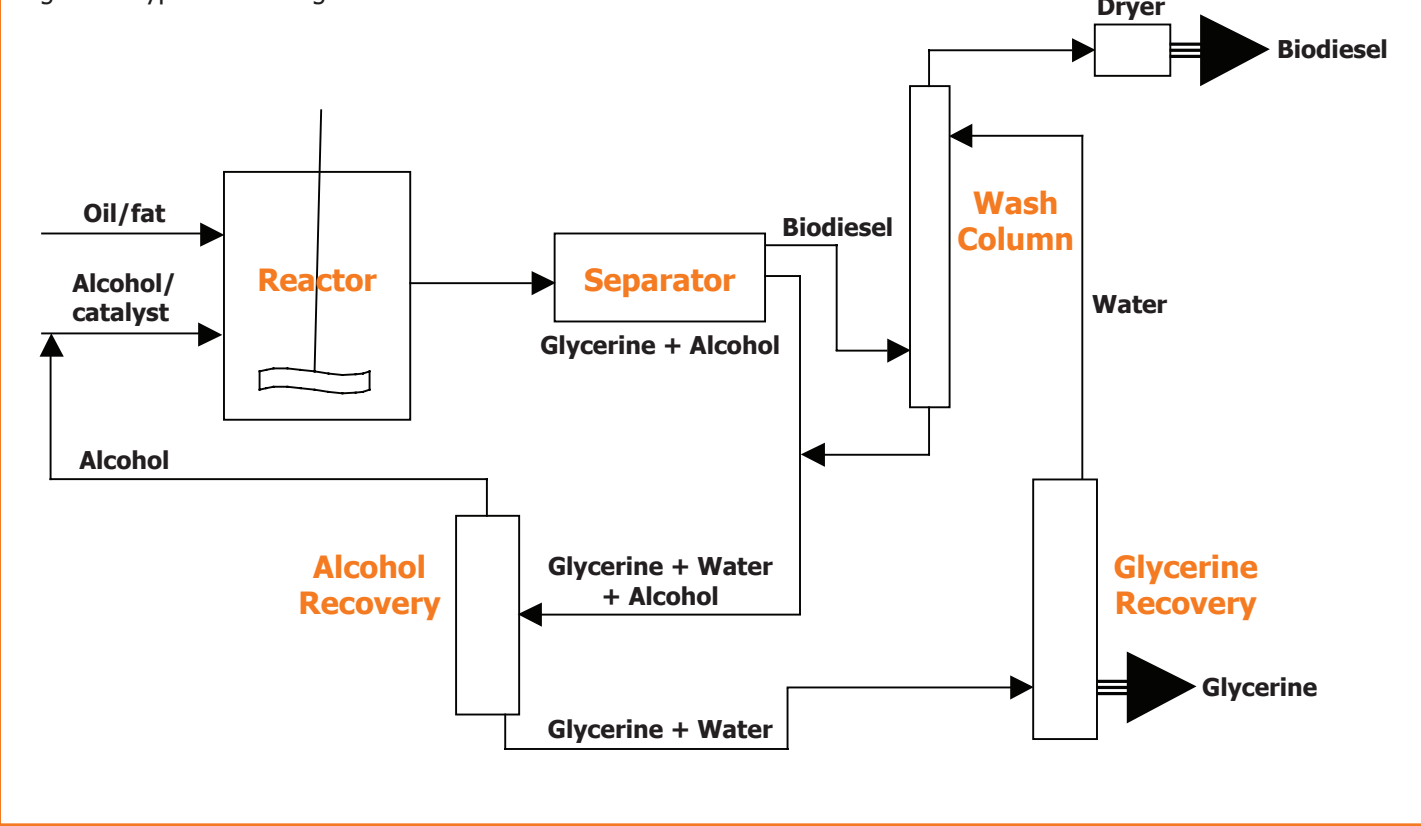 Dryer
Biodiesel
Oil/fat
Wash
Column
Biodiesel
Alcohol/
catalyst
Reactor
Separator
Water
Glycerine + Alcohol
Alcohol
Alcohol
Recovery
Glycerine + Water
+ Alcohol
Glycerine
Recovery
Glycerine
Glycerine + Water